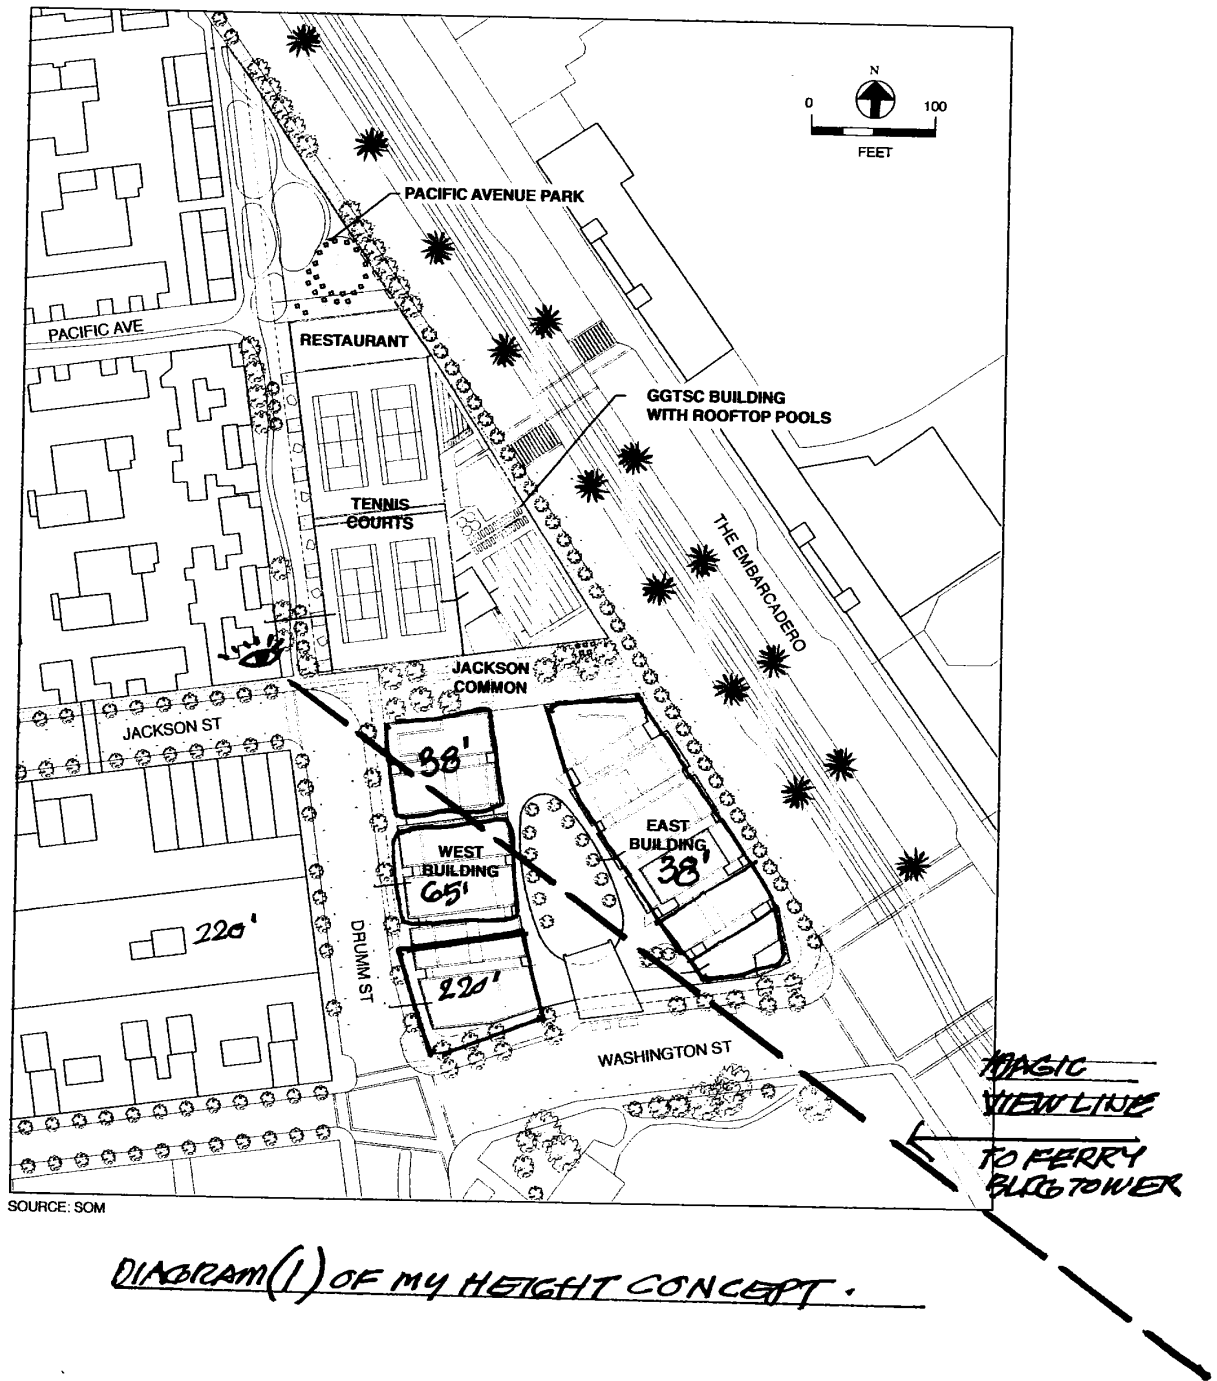 N
0 100
FEET
PACIFIC AVENUE PARK
PACIFIC AVE
RESTAURANT
GGTSC BUILDING
WITH ROOFTOP POOLS
TENNIS
COURTS
THE EMBARCADERO
JACKSON
COMMON
JACKSON ST
38'
EAST
BUILDING
38'
WEST
BUILDING
65'
220'
DRUMM ST
220'
WASHINGTON ST
MAGIC
VIEW LINE
TO FERRY
BLDG TOWER
SOURCE: SOM
DIAGRAM (1) OF MY HEIGHT CONCEPT.